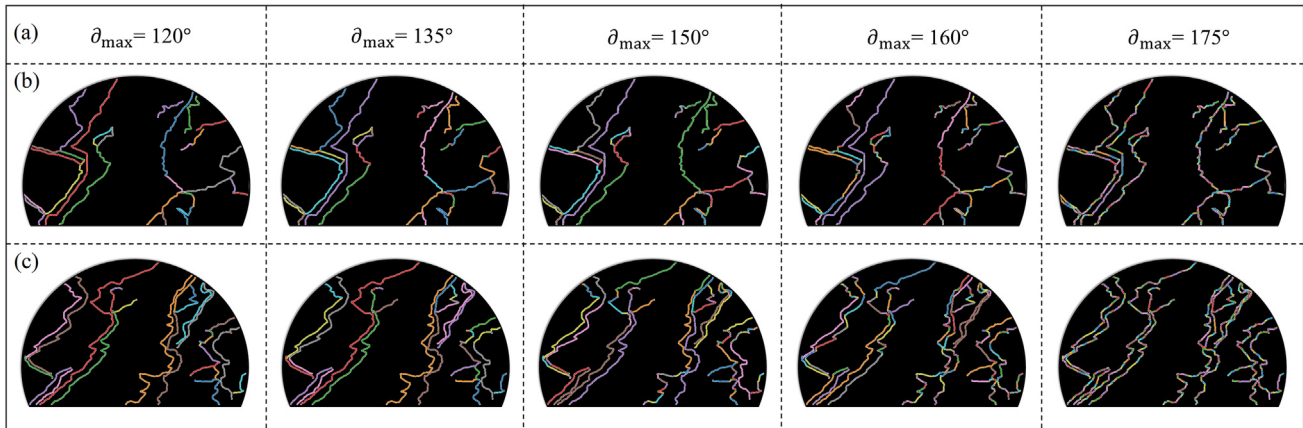 (a) ∂max= 120° ∂max= 135° ∂max= 150° ∂max= 160° ∂max= 175°
(b)
(c)